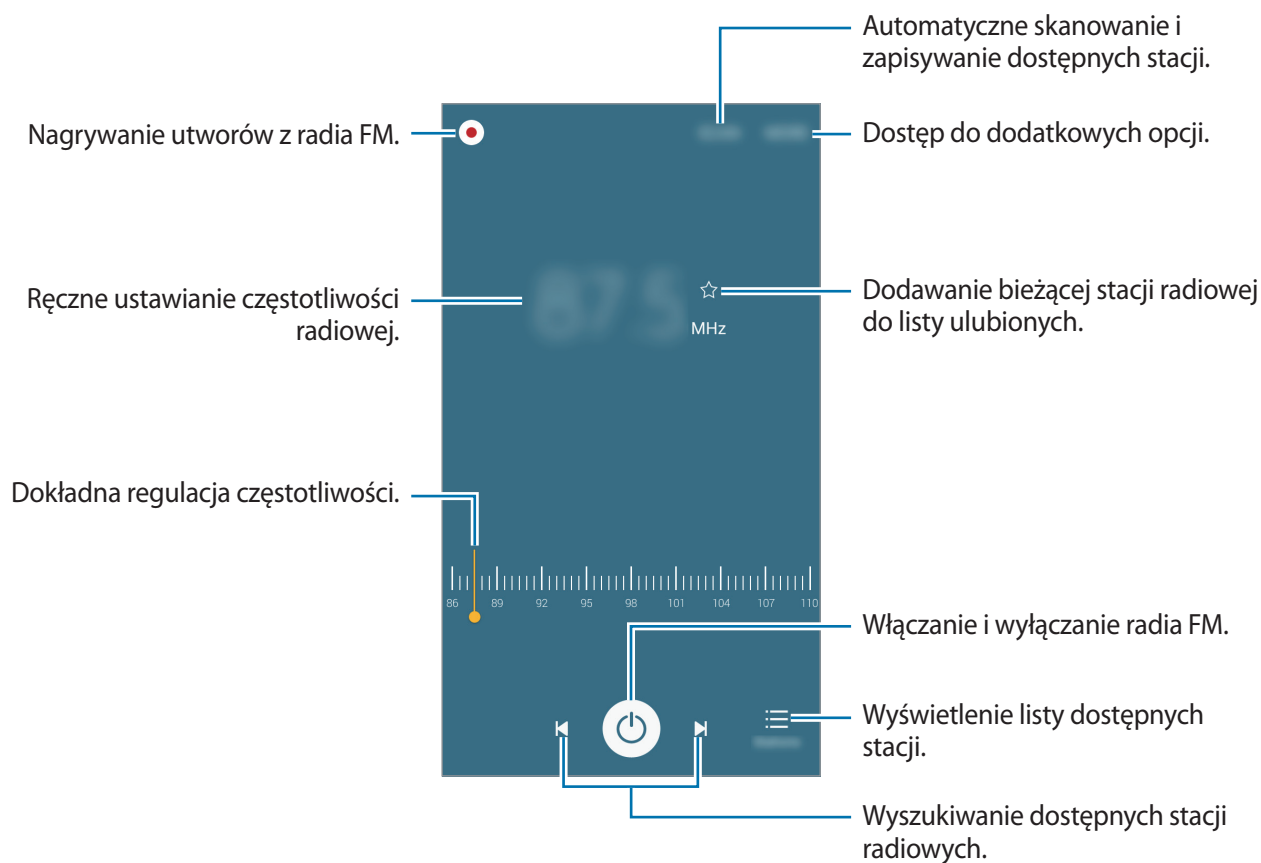 Automatyczne skanowanie i
zapisywanie dostępnych stacji.
Nagrywanie utworów z radia FM.
Dostęp do dodatkowych opcji.
Ręczne ustawianie częstotliwości
radiowej.
87.5
MHz
Dodawanie bieżącej stacji radiowej
do listy ulubionych.
Dokładna regulacja częstotliwości.
86 89 92 95 98 101 104 107 110
Włączanie i wyłączanie radia FM.
Wyświetlenie listy dostępnych
stacji.
Wyszukiwanie dostępnych stacji
radiowych.